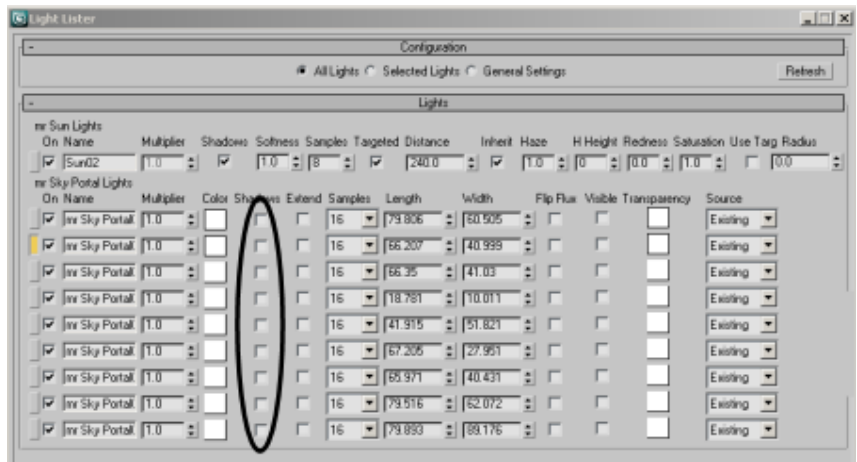 Light Lister
Configuration
All Lights Selected Lights General Settings Refresh
Lights
mr Sun Lights
On Name Multiplier Shadows Softness Samples Targeted Distance Inherit Haze H Height Redness Saturation Use Targ Radius
Sun02 1.0 1.0 8 240.0 1.0 0 0.0 1.0 0.0
mr Sky Portal Lights
On Name Multiplier Color Shadows Extend Samples Length Width Flip Flux Visible Transparency Source
mr Sky Portal 1.0 16 79.806 60.505 Existing
mr Sky Portal 1.0 16 66.207 40.999 Existing
mr Sky Portal 1.0 16 66.35 41.03 Existing
mr Sky Portal 1.0 16 18.781 10.011 Existing
mr Sky Portal 1.0 16 41.915 51.821 Existing
mr Sky Portal 1.0 16 67.205 27.951 Existing
mr Sky Portal 1.0 16 65.971 40.431 Existing
mr Sky Portal 1.0 16 79.516 62.072 Existing
mr Sky Portal 1.0 16 79.893 89.176 Existing